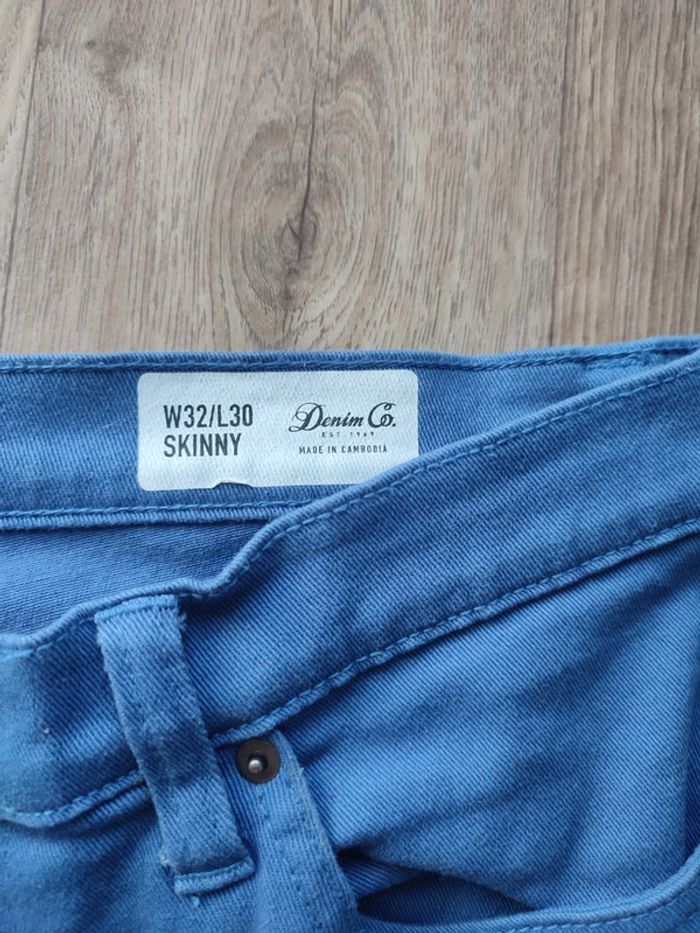 W32/L30
SKINNY
Denim Co.
EST 1969
MADE IN CAMBODIA